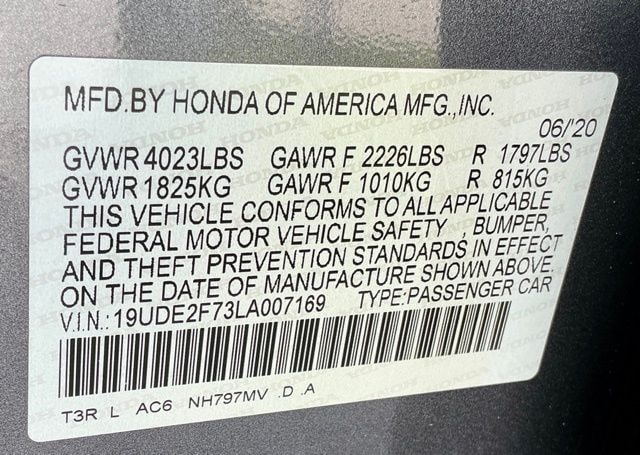 MFD.BY HONDA OF AMERICA MFG.,INC.
06/'20
GVWR 4023LBS GAWR F 2226LBS R 1797LBS
GVWR 1825KG GAWR F 1010KG R 815KG
THIS VEHICLE CONFORMS TO ALL APPLICABLE
FEDERAL MOTOR VEHICLE SAFETY , BUMPER,
AND THEFT PREVENTION STANDARDS IN EFFECT
ON THE DATE OF MANUFACTURE SHOWN ABOVE.
V.I.N.: 19UDE2F73LA007169 TYPE:PASSENGER CAR
T3R L AC6 NH797MV .D .A